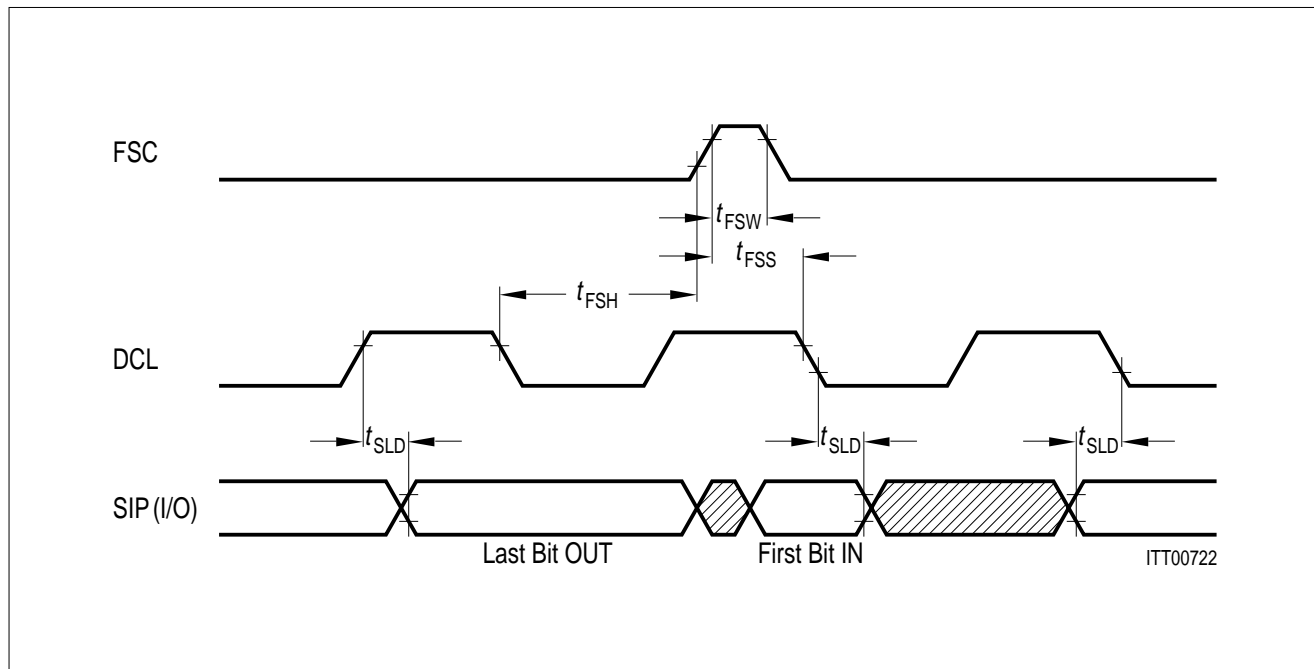 FSC
tFSW
tFSS
tFSH
DCL
tSLD
tSLD
tSLD
SIP (I/O)
Last Bit OUT
First Bit IN
ITT00722